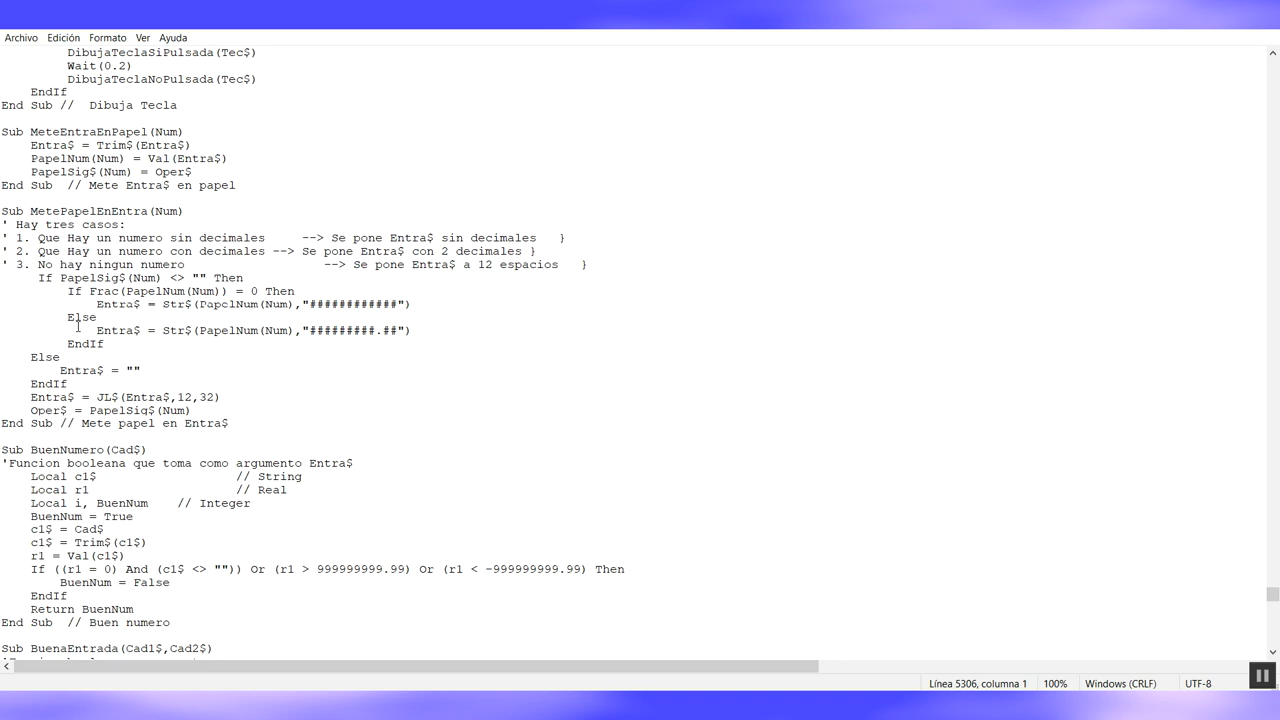 Archivo Edición Formato Ver Ayuda
DibujaTeclaSiPulsada(Tec$)
Wait(0.2)
DibujaTeclaNoPulsada(Tec$)
EndIf
End Sub //  Dibuja Tecla
Sub MeteEntraEnPapel(Num)
Entra$ = Trim$(Entra$)
PapelNum(Num) = Val(Entra$)
PapelSig$(Num) = Oper$
End Sub  // Mete Entra$ en papel
Sub MetePapelEnEntra(Num)
' Hay tres casos:
' 1. Que Hay un numero sin decimales     --> Se pone Entra$ sin decimales   }
' 2. Que Hay un numero con decimales --> Se pone Entra$ con 2 decimales }
' 3. No hay ningun numero                   --> Se pone Entra$ a 12 espacios   }
If PapelSig$(Num) <> "" Then
If Frac(PapelNum(Num)) = 0 Then
Entra$ = Str$(PapelNum(Num),"############")
Else
Entra$ = Str$(PapelNum(Num),"#########.##")
EndIf
Else
Entra$ = ""
EndIf
Entra$ = JL$(Entra$,12,32)
Oper$ = PapelSig$(Num)
End Sub // Mete papel en Entra$
Sub BuenNumero(Cad$)
'Funcion booleana que toma como argumento Entra$
Local c1$                   // String
Local r1                    // Real
Local i, BuenNum    // Integer
BuenNum = True
c1$ = Cad$
c1$ = Trim$(c1$)
r1 = Val(c1$)
If ((r1 = 0) And (c1$ <> "")) Or (r1 > 999999999.99) Or (r1 < -999999999.99) Then
BuenNum = False
EndIf
Return BuenNum
End Sub  // Buen numero
Sub BuenaEntrada(Cad1$,Cad2$)
Línea 5306, columna 1 100% Windows (CRLF) UTF-8